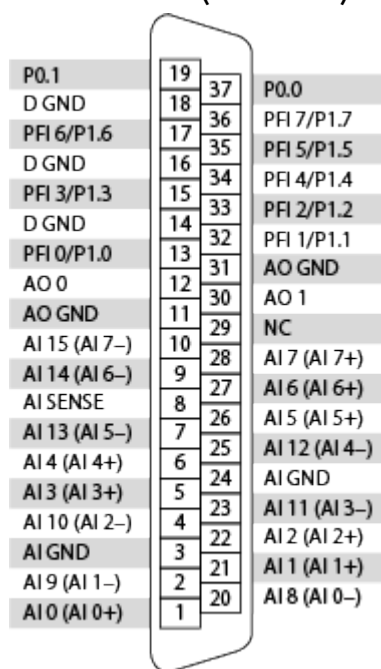 P0.1 19
37 P0.0
D GND 18
36 PFI 7/P1.7
PFI 6/P1.6 17
35 PFI 5/P1.5
D GND 16
34 PFI 4/P1.4
PFI 3/P1.3 15
33 PFI 2/P1.2
D GND 14
32 PFI 1/P1.1
PFI 0/P1.0 13
31 AO GND
AO 0 12
30 AO 1
AO GND 11
29 NC
AI 15 (AI 7–) 10
28 AI 7 (AI 7+)
AI 14 (AI 6–) 9
27 AI 6 (AI 6+)
AI SENSE 8
26 AI 5 (AI 5+)
AI 13 (AI 5–) 7
25 AI 12 (AI 4–)
AI 4 (AI 4+) 6
24 AI GND
AI 3 (AI 3+) 5
23 AI 11 (AI 3–)
AI 10 (AI 2–) 4
22 AI 2 (AI 2+)
AI GND 3
21 AI 1 (AI 1+)
AI 9 (AI 1–) 2
20 AI 8 (AI 0–)
AI 0 (AI 0+) 1